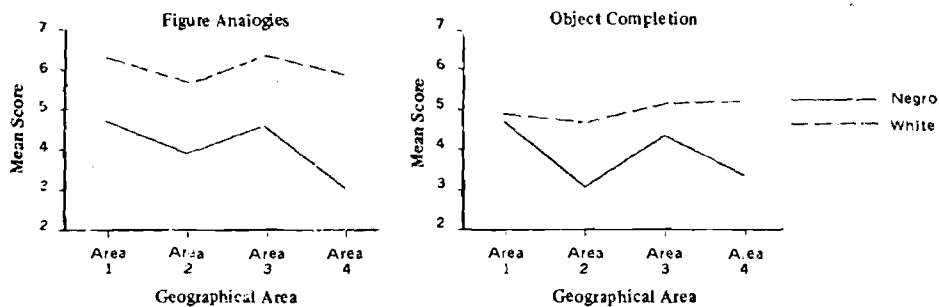 Figure Analogies
7
6
5
4
2
2
Mean Score
Area 1
Area 2
Area 3
Area 4
Geographical Area
Object Completion
7
6
5
4
3
2
Mean Score
Area 1
Area 2
Area 3
A.ea 4
Geographical Area
Negro
White